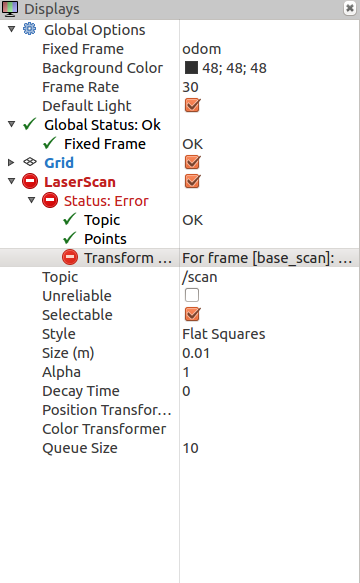 Displays
Global Options
Fixed Frame odom
Background Color 48; 48; 48
Frame Rate 30
Default Light
Global Status: Ok
Fixed Frame OK
Grid
LaserScan
Status: Error
Topic OK
Points
Transform ... For frame [base_scan]: ...
Topic /scan
Unreliable
Selectable
Style Flat Squares
Size (m) 0.01
Alpha 1
Decay Time 0
Position Transfor...
Color Transformer
Queue Size 10